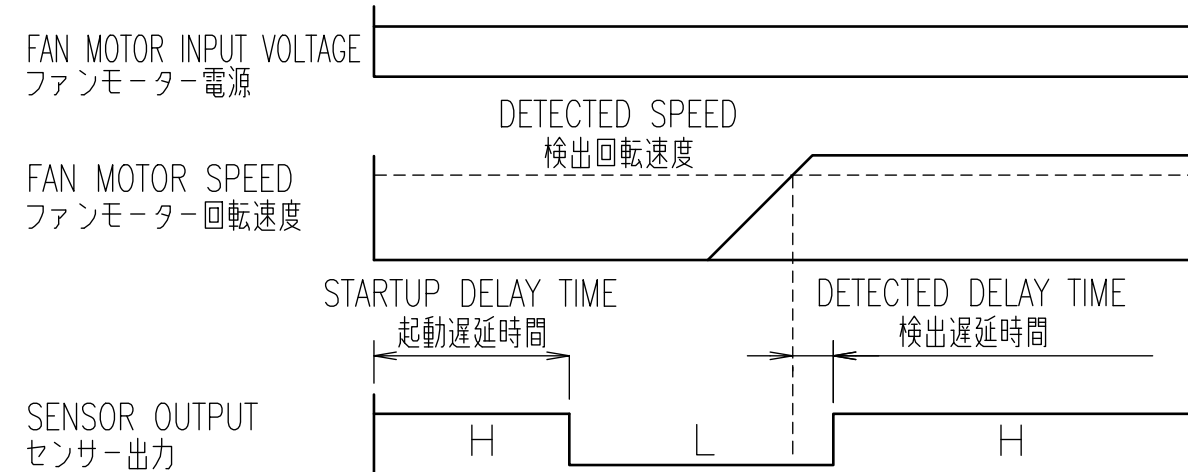 FAN MOTOR INPUT VOLTAGE
ファンモーター電源
DETECTED SPEED
検出回転速度
FAN MOTOR SPEED
ファンモーター回転速度
STARTUP DELAY TIME
起動遅延時間
DETECTED DELAY TIME
検出遅延時間
SENSOR OUTPUT
センサー出力
H
L
H